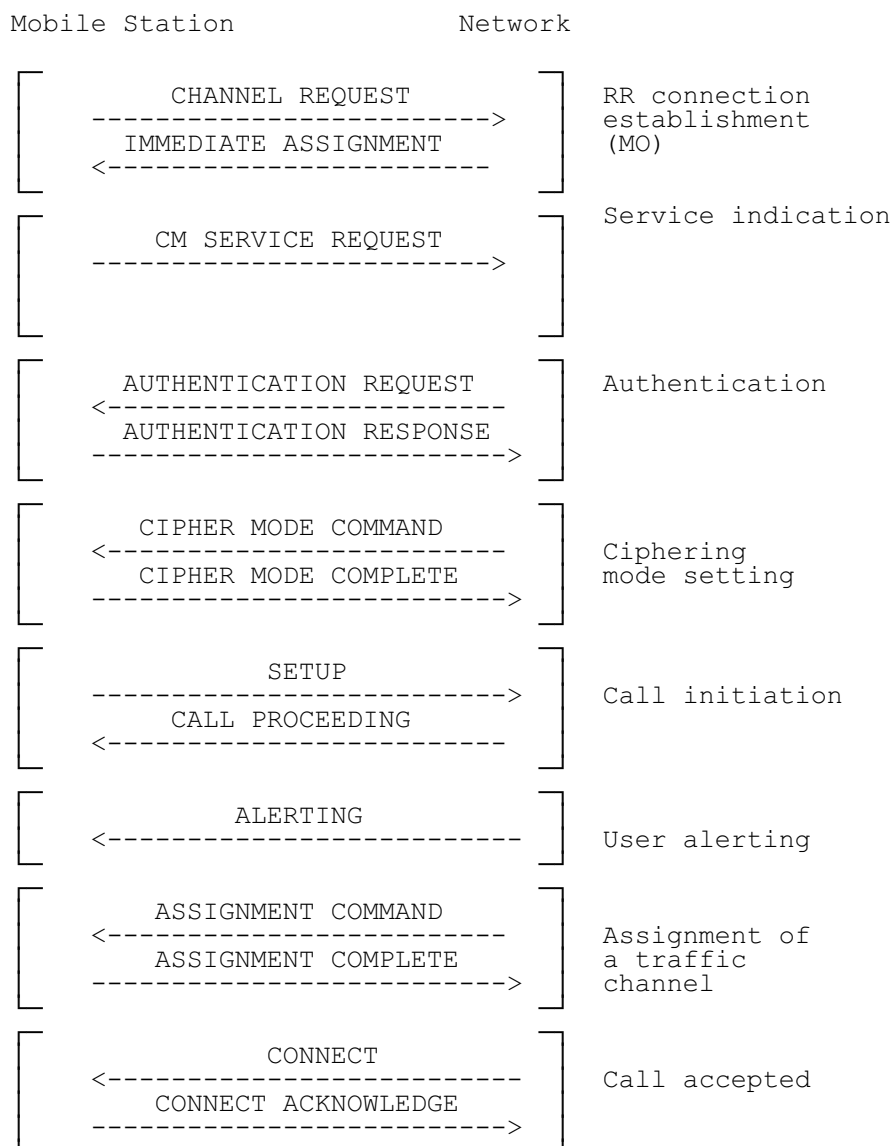 Mobile Station Network
CHANNEL REQUEST RR connection
-------------------------> establishment
IMMEDIATE ASSIGNMENT (MO)
<------------------------
Service indication
CM SERVICE REQUEST
------------------------->
AUTHENTICATION REQUEST Authentication
<-------------------------
AUTHENTICATION RESPONSE
-------------------------->
CIPHER MODE COMMAND
<------------------------- Ciphering
CIPHER MODE COMPLETE mode setting
-------------------------->
SETUP
--------------------------> Call initiation
CALL PROCEEDING
<-------------------------
ALERTING
<-------------------------- User alerting
ASSIGNMENT COMMAND
<------------------------- Assignment of
ASSIGNMENT COMPLETE a traffic
--------------------------> channel
CONNECT
<-------------------------- Call accepted
CONNECT ACKNOWLEDGE
-------------------------->